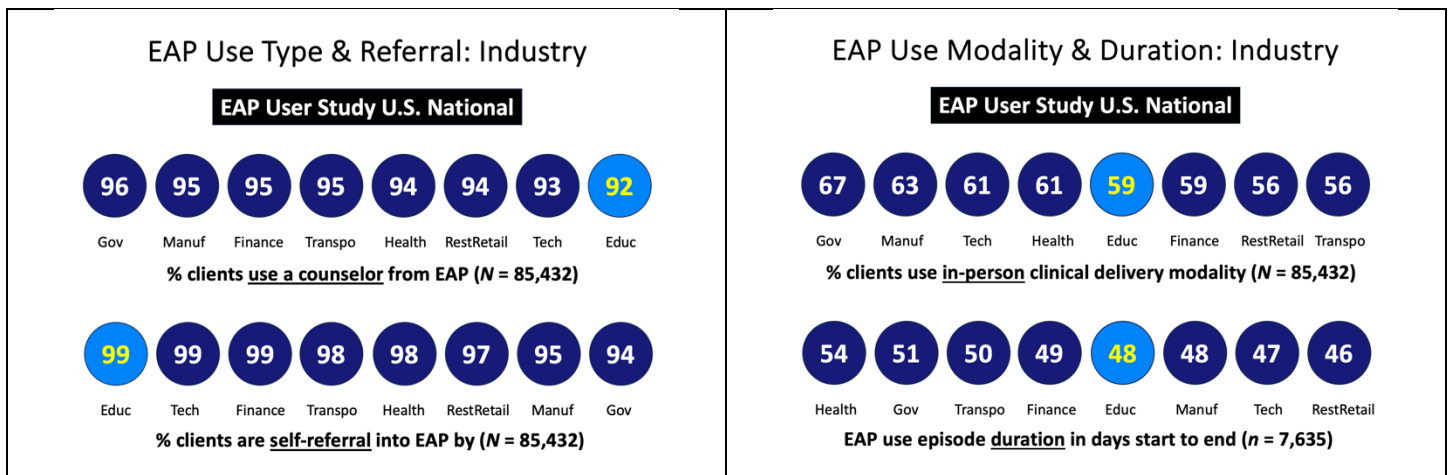 EAP Use Type & Referral: Industry
EAP User Study U.S. National
96 95 95 95 94 94 93 92
Gov Manuf Finance Transpo Health RestRetail Tech Educ
% clients use a counselor from EAP (N = 85,432)
99 99 99 98 98 97 95 94
Educ Tech Finance Transpo Health RestRetail Manuf Gov
% clients are self-referral into EAP by (N = 85,432)
EAP Use Modality & Duration: Industry
EAP User Study U.S. National
67 63 61 61 59 59 56 56
Gov Manuf Tech Health Educ Finance RestRetail Transpo
% clients use in-person clinical delivery modality (N = 85,432)
54 51 50 49 48 48 47 46
Health Gov Transpo Finance Educ Manuf Tech RestRetail
EAP use episode duration in days start to end (n = 7,635)